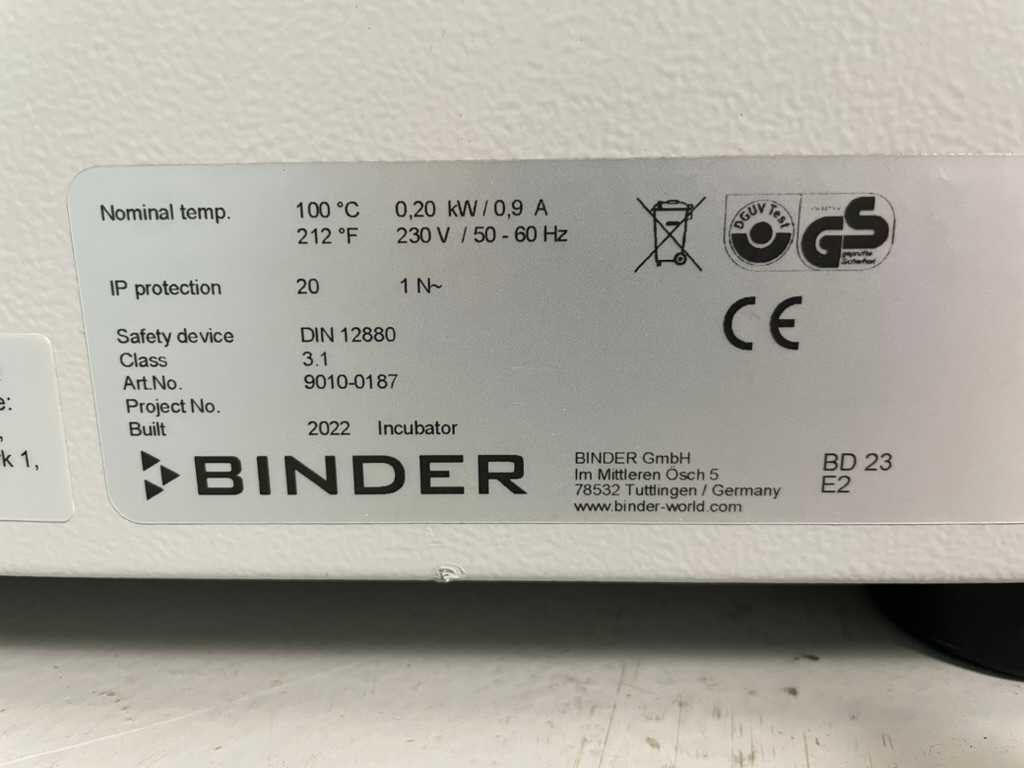 Nominal temp. 100 °C 0,20 kW / 0,9 A
212 °F 230 V / 50 - 60 Hz
DGUV Test
GS
geprüfte
Sicherheit
IP protection 20 1 N~
CE
Safety device DIN 12880
Class 3.1
Art.No. 9010-0187
Project No.
Built 2022 Incubator
BINDER
BINDER GmbH
Im Mittleren Ösch 5
78532 Tuttlingen / Germany
www.binder-world.com
BD 23
E2
e:
,
k 1,